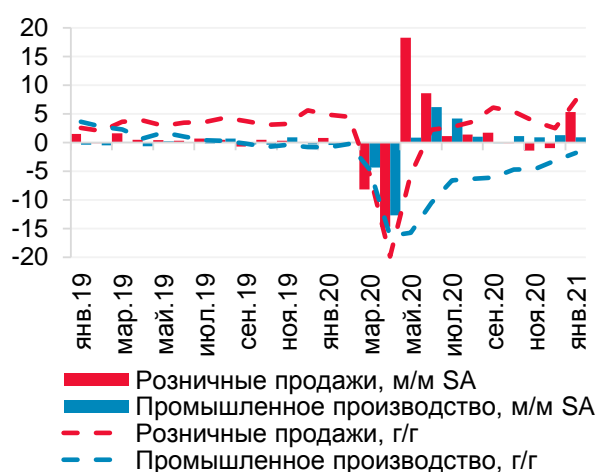 20
15
10
5
0
-5
-10
-15
-20
янв.19
мар.19
май.19
июл.19
сен.19
ноя.19
янв.20
мар.20
май.20
июл.20
сен.20
ноя.20
янв.21
Розничные продажи, м/м SA
Промышленное производство, м/м SA
Розничные продажи, г/г
Промышленное производство, г/г